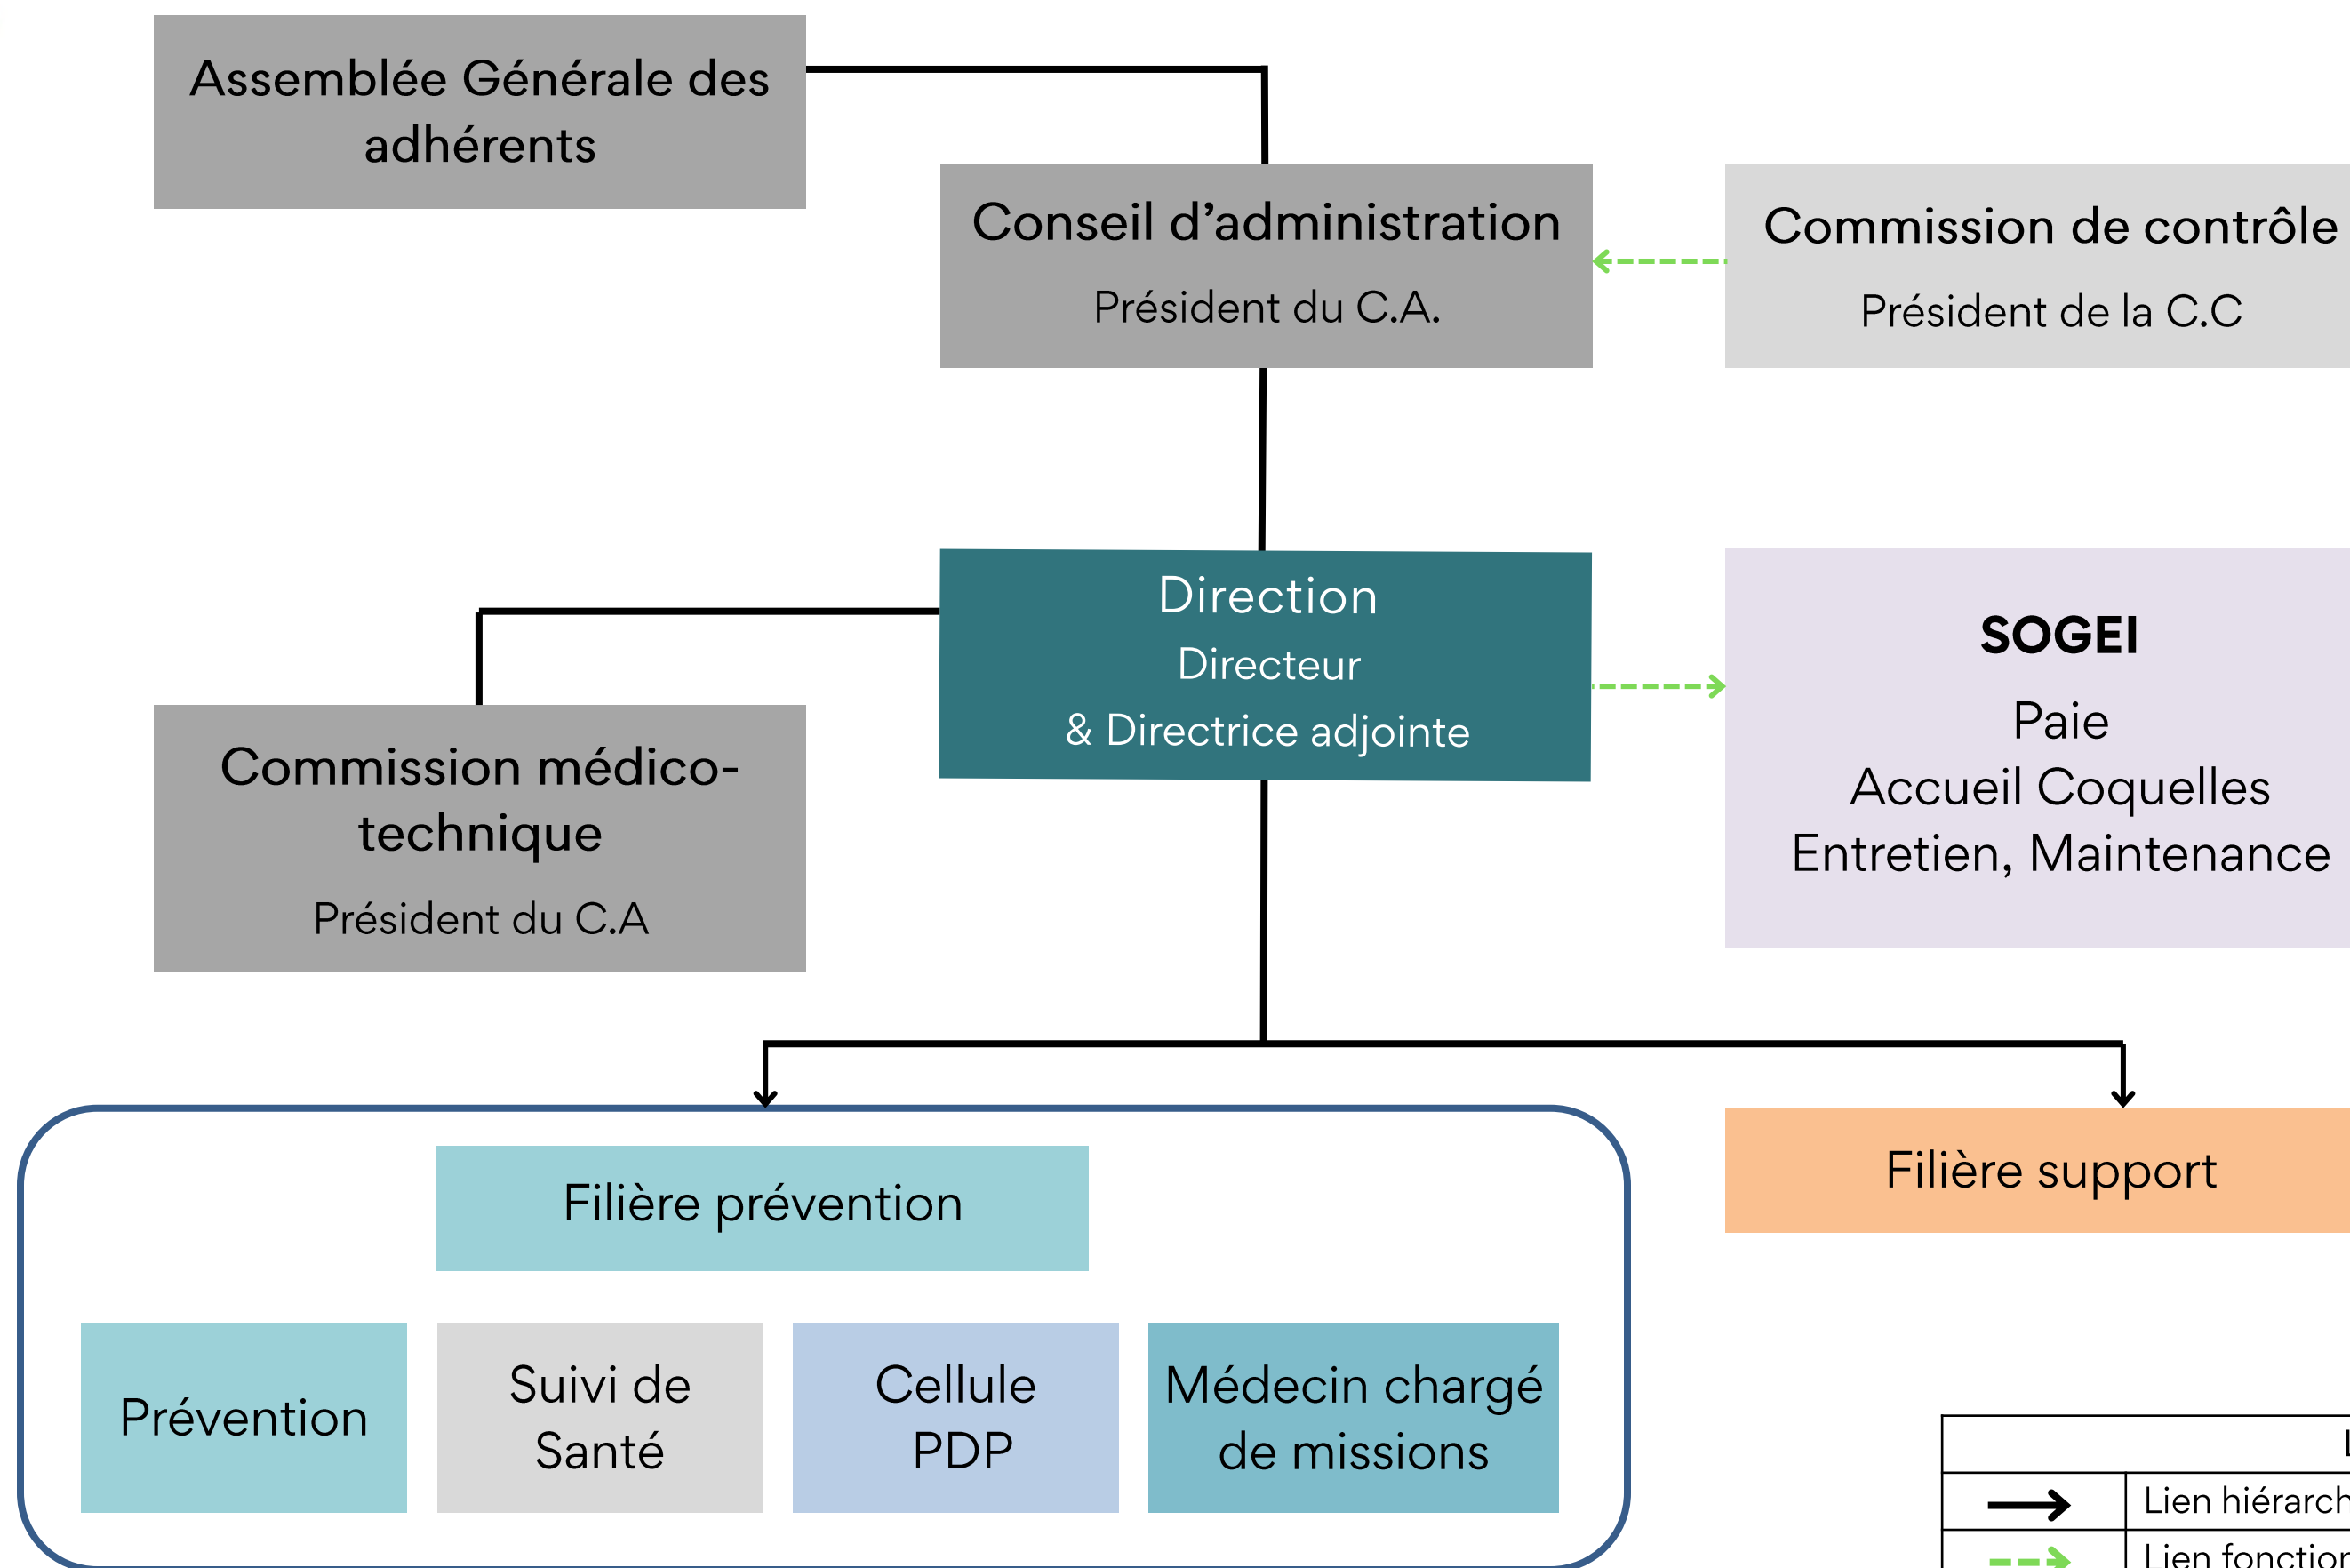 Assemblée Générale des
adhérents
Conseil d’administration
Président du C.A.
Commission de contrôle
Président de la C.C
Direction
Directeur
& Directrice adjointe
SOGEI
Paie
Accueil Coquelles
Entretien, Maintenance
Commission médico-
technique
Président du C.A
Filière prévention
Filière support
Prévention
Suivi de
Santé
Cellule
PDP
Médecin chargé
de missions
Lien
Lien